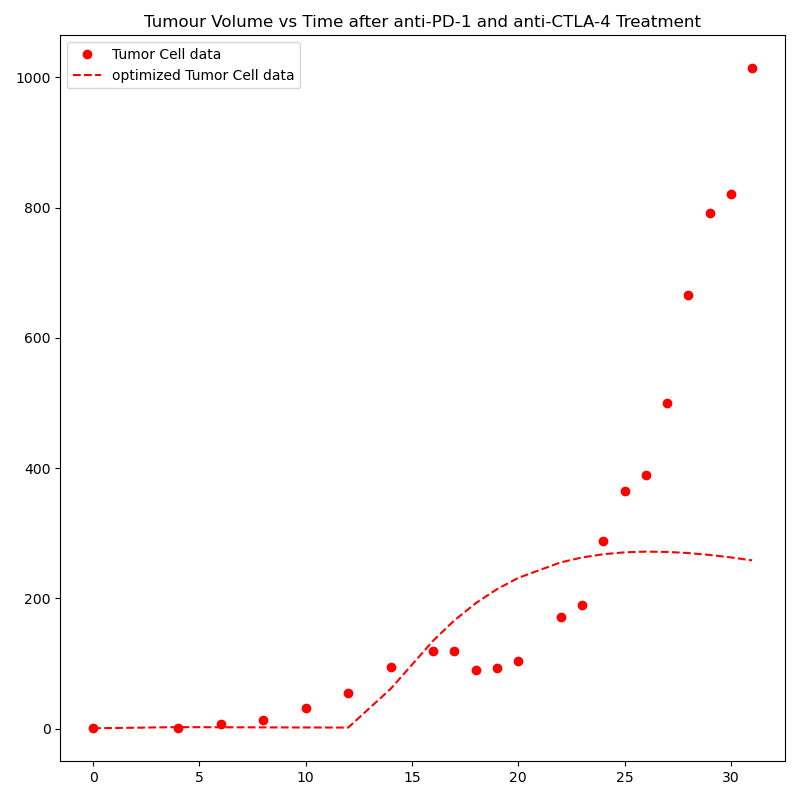 Tumour Volume vs Time after anti-PD-1 and anti-CTLA-4 Treatment
Tumor Cell data
optimized Tumor Cell data
1000
800
600
400
200
0
0 5 10 15 20 25 30